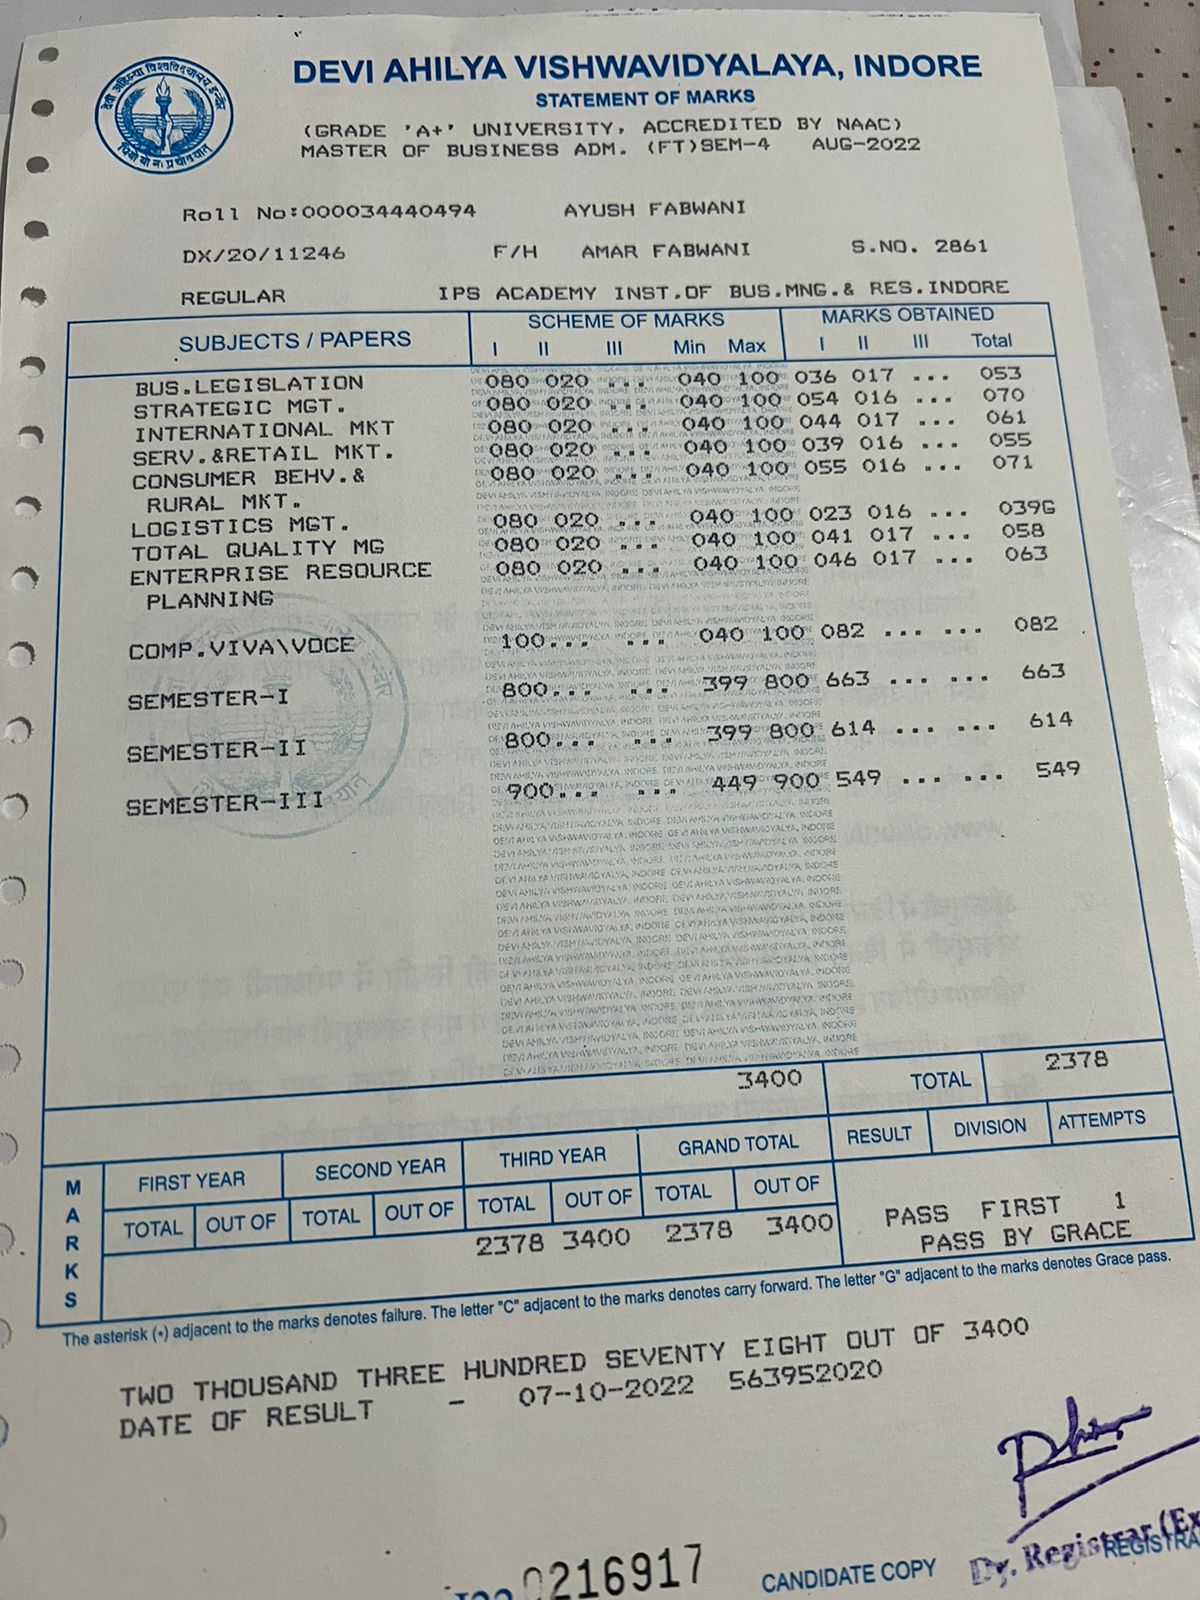 DEVI AHILYA VISHWAVIDYALAYA, INDORE
STATEMENT OF MARKS
(GRADE 'A+' UNIVERSITY, ACCREDITED BY NAAC)
MASTER OF BUSINESS ADM. (FT)SEM-4 AUG-2022
Roll No:000034440494 AYUSH FABWANI
DX/20/11246 F/H AMAR FABWANI S.NO. 2861
REGULAR IPS ACADEMY INST.OF BUS.MNG.& RES.INDORE
SUBJECTS / PAPERS SCHEME OF MARKS MARKS OBTAINED
I II III Min Max I II III Total
BUS.LEGISLATION 080 020 ... 040 100 036 017 ... 053
STRATEGIC MGT. 080 020 ... 040 100 054 016 ... 070
INTERNATIONAL MKT 080 020 ... 040 100 044 017 ... 061
SERV.&RETAIL MKT. 080 020 ... 040 100 039 016 ... 055
CONSUMER BEHV.& 080 020 ... 040 100 055 016 ... 071
RURAL MKT.
LOGISTICS MGT. 080 020 ... 040 100 023 016 ... 039G
TOTAL QUALITY MG 080 020 ... 040 100 041 017 ... 058
ENTERPRISE RESOURCE 080 020 ... 040 100 046 017 ... 063
PLANNING
COMP.VIVA\VOCE 100... ... 040 100 082 ... ... 082
SEMESTER-I 800... ... 399 800 663 ... ... 663
SEMESTER-II 800... ... 399 800 614 ... ... 614
SEMESTER-III 900... ... 449 900 549 ... ... 549
3400 TOTAL 2378
MARKS FIRST YEAR SECOND YEAR THIRD YEAR GRAND TOTAL RESULT DIVISION ATTEMPTS
TOTAL OUT OF TOTAL OUT OF TOTAL OUT OF TOTAL OUT OF
2378 3400 2378 3400 PASS FIRST 1
PASS BY GRACE
The asterisk (*) adjacent to the marks denotes failure. The letter "C" adjacent to the marks denotes carry forward. The letter "G" adjacent to the marks denotes Grace pass.
TWO THOUSAND THREE HUNDRED SEVENTY EIGHT OUT OF 3400
DATE OF RESULT - 07-10-2022 563952020
0216917 CANDIDATE COPY Dy. Registrar